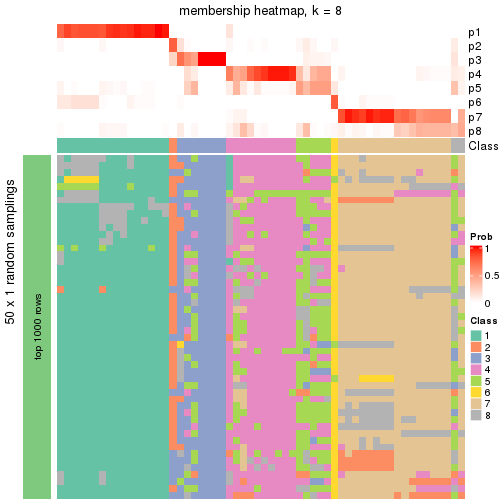 membership heatmap, k = 8
p1
p2
p3
p4
p5
p6
p7
p8
Class
50 x 1 random samplings
top 1000 rows
Prob
1
0.5
0
Class
1
2
3
4
5
6
7
8